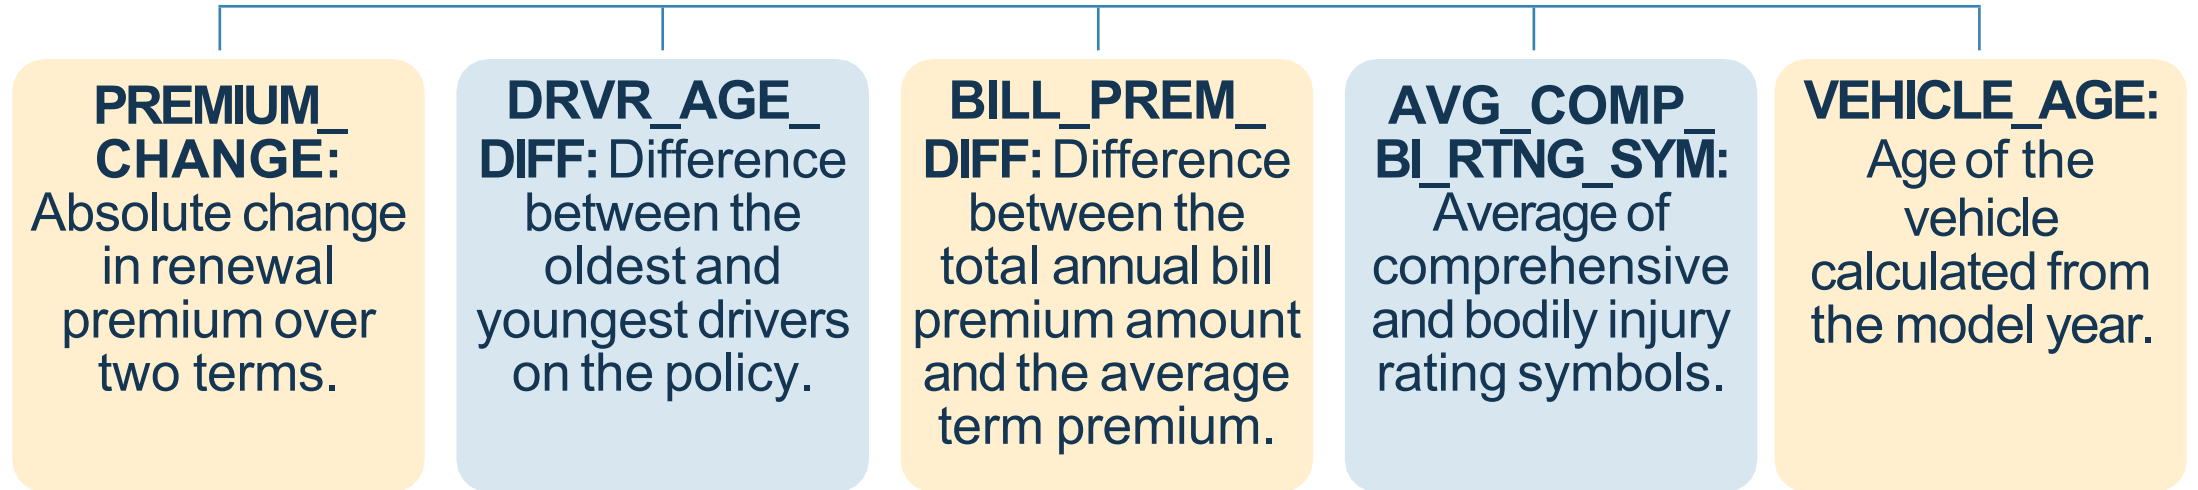 PREMIUM_
CHANGE:
Absolute change
in renewal
premium over
two terms.
DRVR_AGE_
DIFF: Difference
between the
oldest and
youngest drivers
on the policy.
BILL_PREM_
DIFF: Difference
between the
total annual bill
premium amount
and the average
term premium.
AVG_COMP_
BI_RTNG_SYM:
Average of
comprehensive
and bodily injury
rating symbols.
VEHICLE_AGE:
Age of the
vehicle
calculated from
the model year.